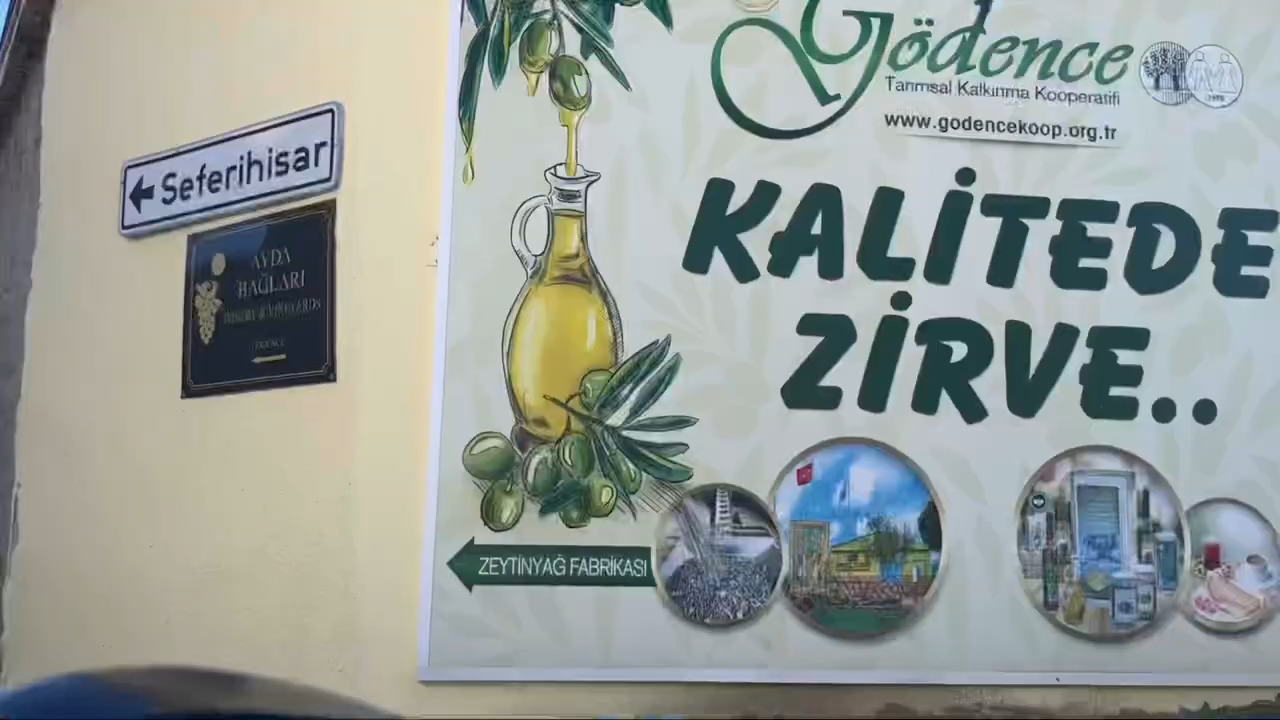 Gödence
Tarımsal Kalkınma Kooperatifi
www.godencekoop.org.tr
Seferihisar
AYDA
BAĞLARI
KALİTEDE
ZİRVE..
ZEYTİNYAĞ FABRİKASI